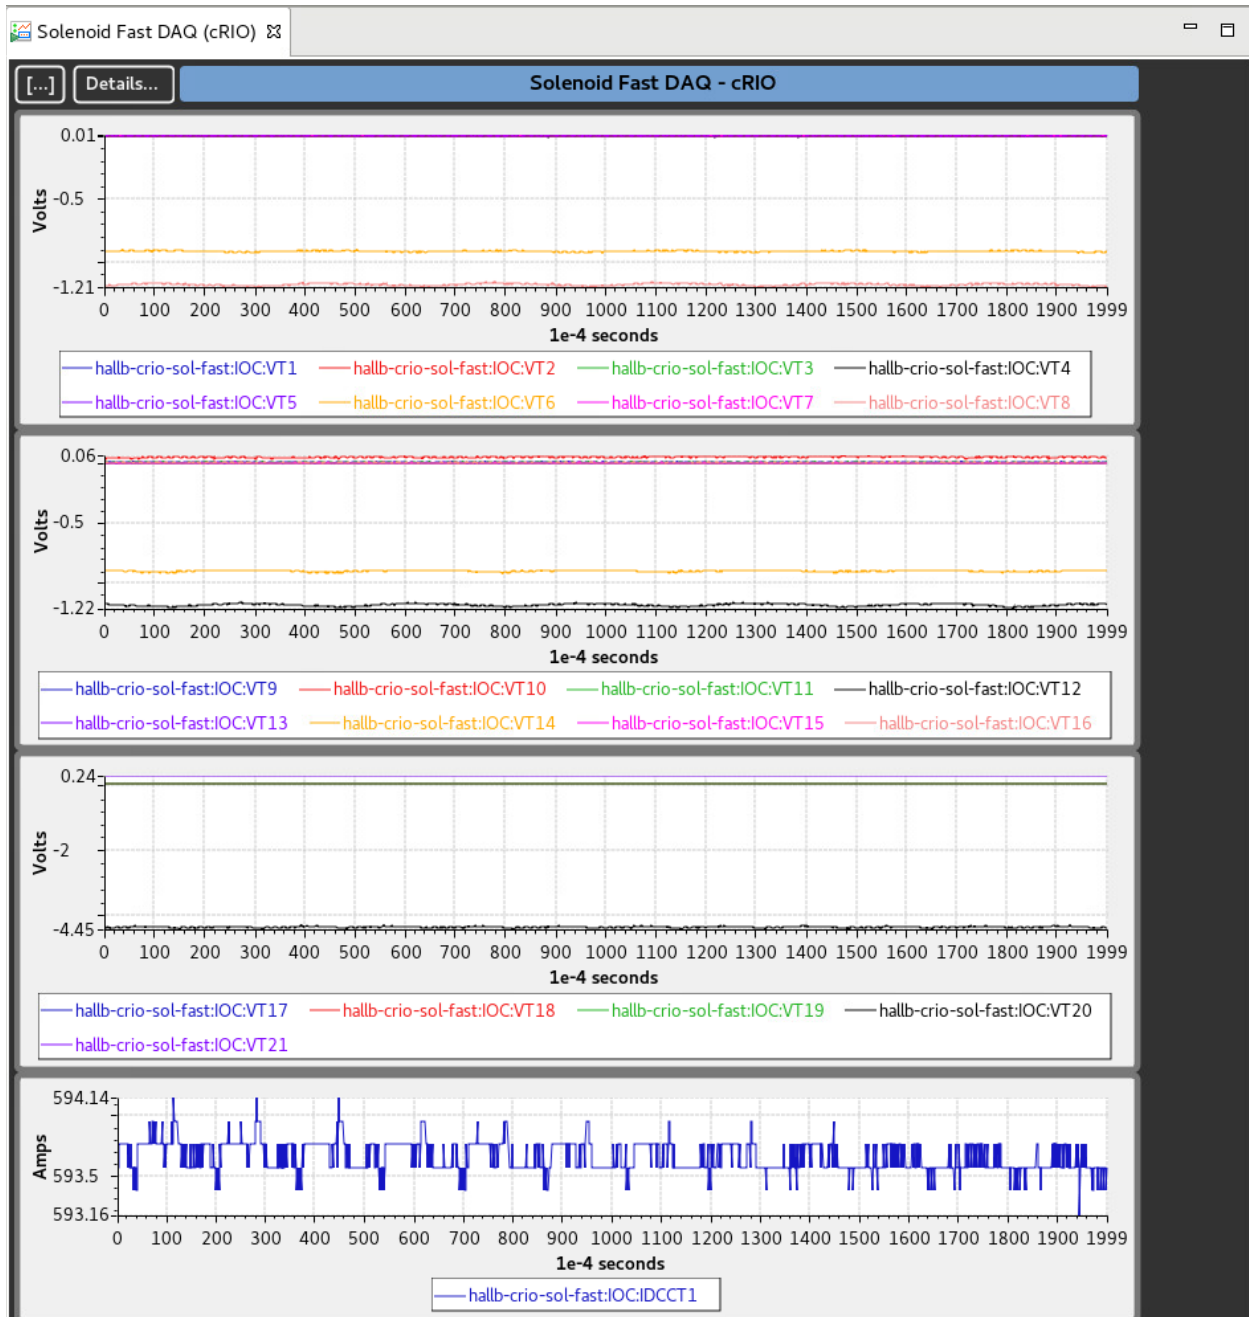 Solenoid Fast DAQ (cRIO)
[...] Details... Solenoid Fast DAQ - cRIO
0.01
-0.5
-1.21
Volts
0 100 200 300 400 500 600 700 800 900 1000 1100 1200 1300 1400 1500 1600 1700 1800 1900 1999
1e-4 seconds
hallb-crio-sol-fast:IOC:VT1 hallb-crio-sol-fast:IOC:VT2 hallb-crio-sol-fast:IOC:VT3 hallb-crio-sol-fast:IOC:VT4
hallb-crio-sol-fast:IOC:VT5 hallb-crio-sol-fast:IOC:VT6 hallb-crio-sol-fast:IOC:VT7 hallb-crio-sol-fast:IOC:VT8
0.06
-0.5
-1.22
Volts
0 100 200 300 400 500 600 700 800 900 1000 1100 1200 1300 1400 1500 1600 1700 1800 1900 1999
1e-4 seconds
hallb-crio-sol-fast:IOC:VT9 hallb-crio-sol-fast:IOC:VT10 hallb-crio-sol-fast:IOC:VT11 hallb-crio-sol-fast:IOC:VT12
hallb-crio-sol-fast:IOC:VT13 hallb-crio-sol-fast:IOC:VT14 hallb-crio-sol-fast:IOC:VT15 hallb-crio-sol-fast:IOC:VT16
0.24
-2
-4.45
Volts
0 100 200 300 400 500 600 700 800 900 1000 1100 1200 1300 1400 1500 1600 1700 1800 1900 1999
1e-4 seconds
hallb-crio-sol-fast:IOC:VT17 hallb-crio-sol-fast:IOC:VT18 hallb-crio-sol-fast:IOC:VT19 hallb-crio-sol-fast:IOC:VT20
hallb-crio-sol-fast:IOC:VT21
594.14
593.5
593.16
Amps
0 100 200 300 400 500 600 700 800 900 1000 1100 1200 1300 1400 1500 1600 1700 1800 1900 1999
1e-4 seconds
hallb-crio-sol-fast:IOC:IDCCT1